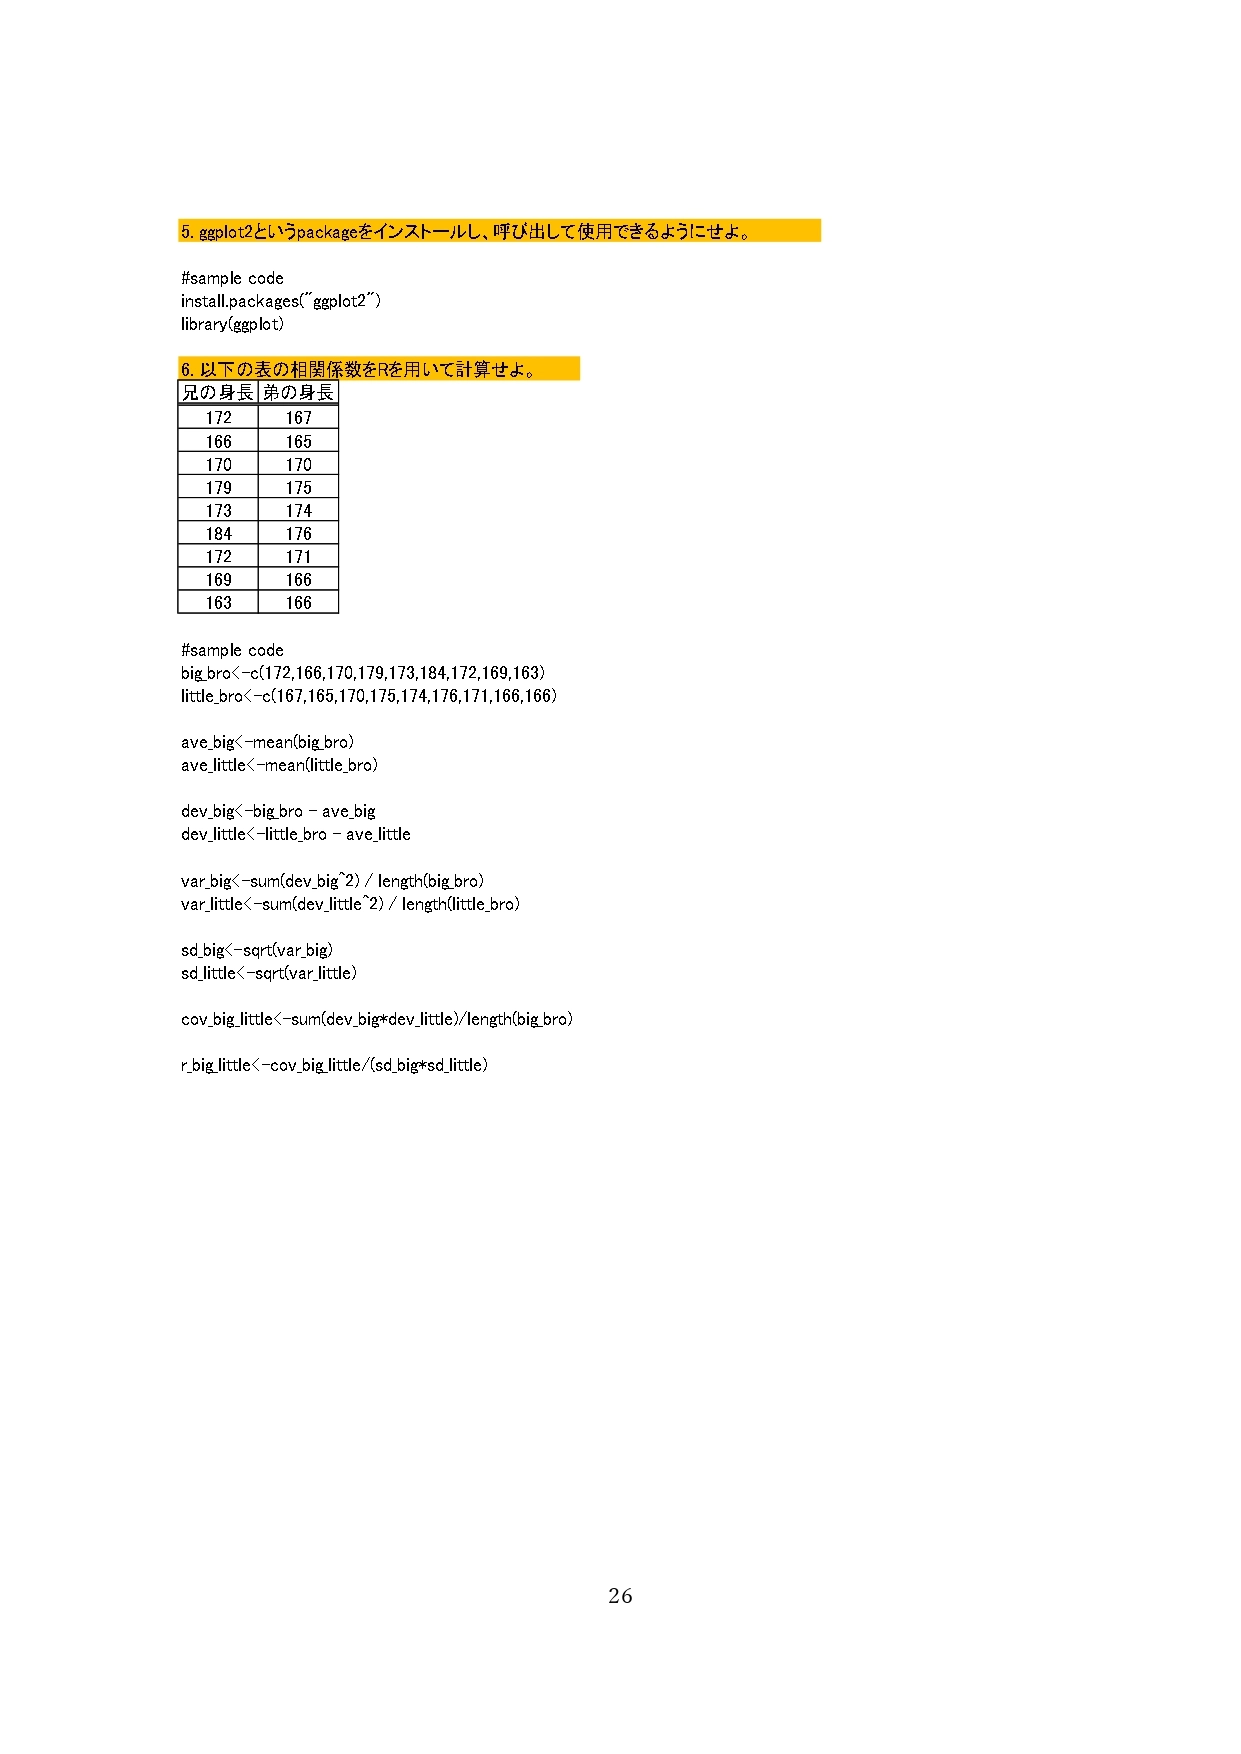 5. ggplot2というpackageをインストールし、呼び出して使用できるようにせよ。
#sample code
install.packages("ggplot2")
library(ggplot)
6. 以下の表の相関係数をRを用いて計算せよ。
兄の身長 弟の身長
172 167
166 165
170 170
179 175
173 174
184 176
172 171
169 166
163 166
#sample code
big_bro<-c(172,166,170,179,173,184,172,169,163)
little_bro<-c(167,165,170,175,174,176,171,166,166)
ave_big<-mean(big_bro)
ave_little<-mean(little_bro)
dev_big<-big_bro - ave_big
dev_little<-little_bro - ave_little
var_big<-sum(dev_big^2) / length(big_bro)
var_little<-sum(dev_little^2) / length(little_bro)
sd_big<-sqrt(var_big)
sd_little<-sqrt(var_little)
cov_big_little<-sum(dev_big*dev_little)/length(big_bro)
r_big_little<-cov_big_little/(sd_big*sd_little)
26